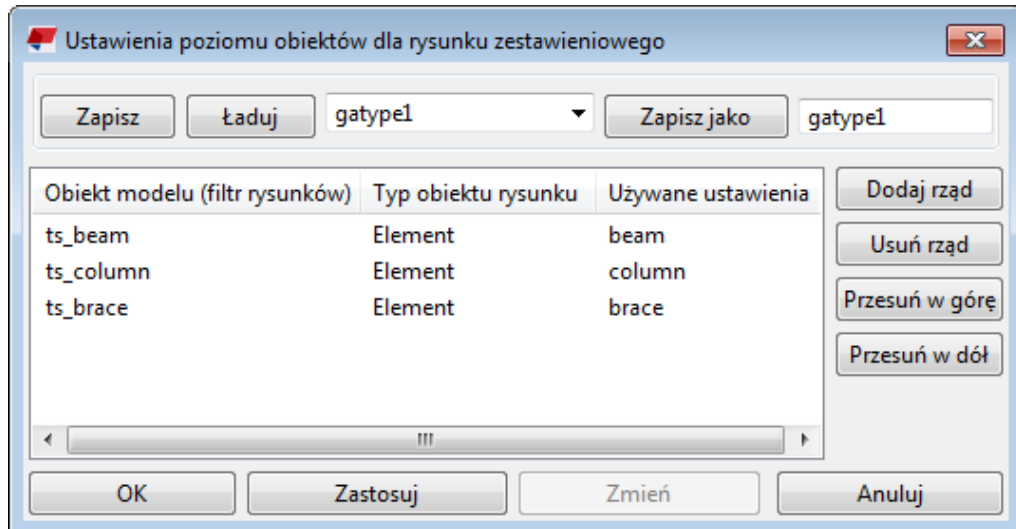 Ustawienia poziomu obiektów dla rysunku zestawieniowego
Zapisz Ładuj gatype1 Zapisz jako gatype1
Obiekt modelu (filtr rysunków) Typ obiektu rysunku Używane ustawienia Dodaj rząd
ts_beam Element beam Usuń rząd
ts_column Element column
ts_brace Element brace Przesuń w górę
Przesuń w dół
OK Zastosuj Zmień Anuluj